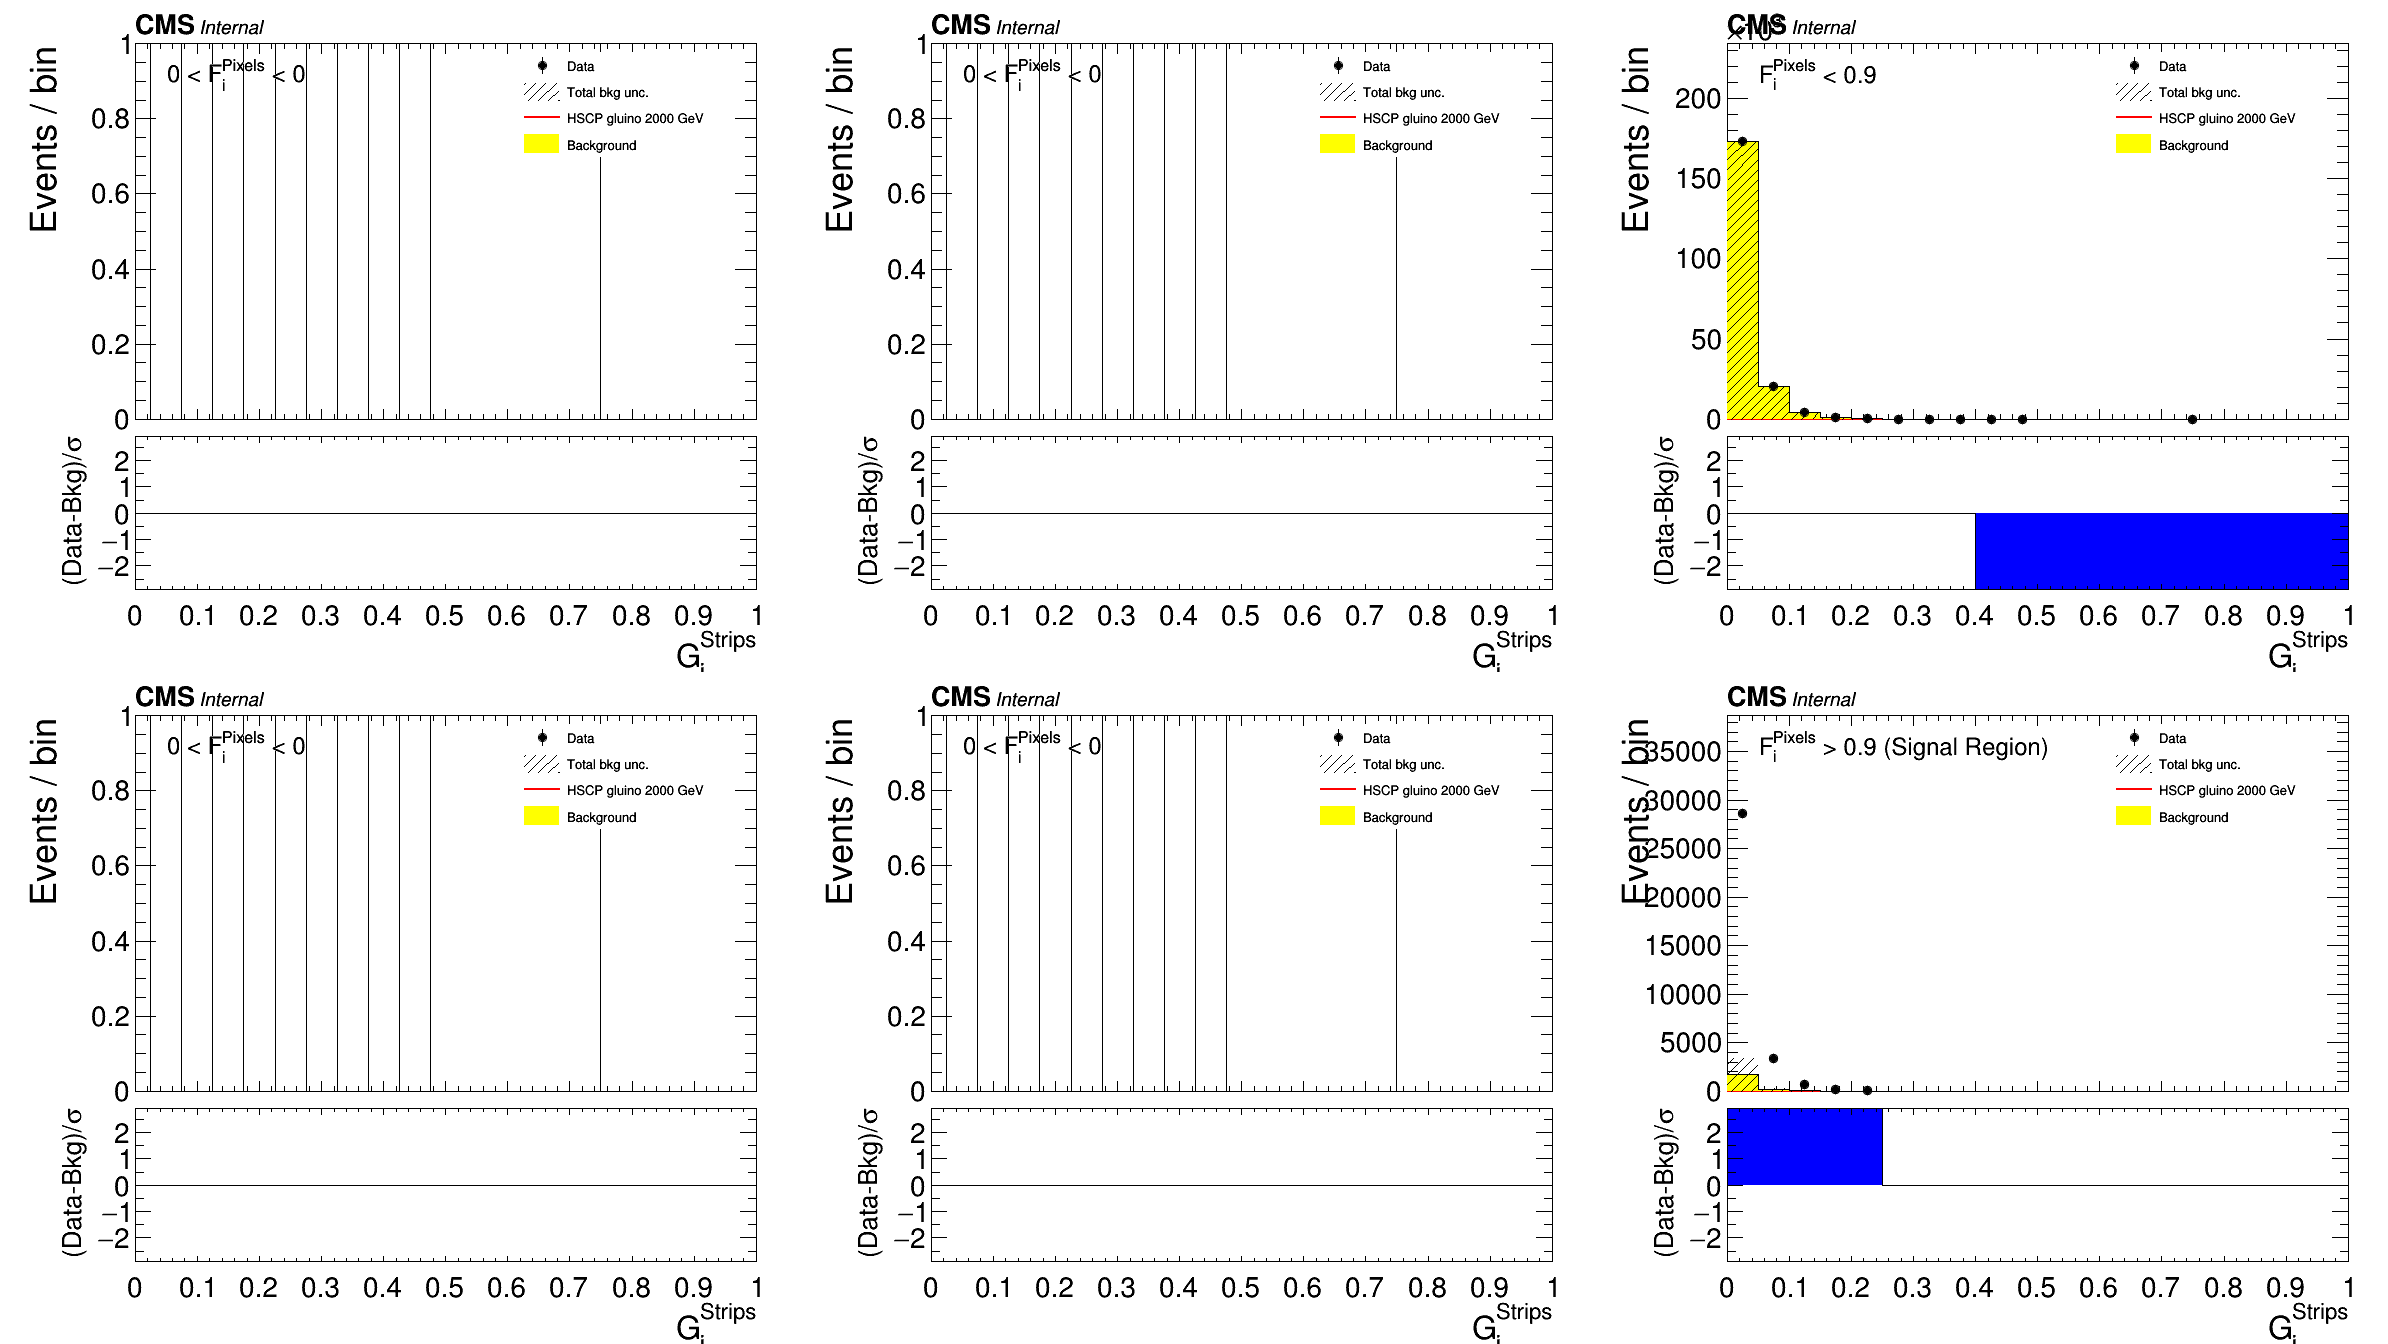 CMS Internal
Events / bin
0 < F_i^Pixels < 0
Data
Total bkg unc.
HSCP gluino 2000 GeV
Background
1
0.8
0.6
0.4
0.2
0
(Data-Bkg)/σ
2
1
0
−1
−2
0 0.1 0.2 0.3 0.4 0.5 0.6 0.7 0.8 0.9 1
G_i^Strips
CMS Internal
Events / bin
0 < F_i^Pixels < 0
Data
Total bkg unc.
HSCP gluino 2000 GeV
Background
1
0.8
0.6
0.4
0.2
0
(Data-Bkg)/σ
2
1
0
−1
−2
0 0.1 0.2 0.3 0.4 0.5 0.6 0.7 0.8 0.9 1
G_i^Strips
CMS Internal
Events / bin
F_i^Pixels < 0.9
Data
Total bkg unc.
HSCP gluino 2000 GeV
Background
200
150
100
50
0
(Data-Bkg)/σ
2
1
0
−1
−2
0 0.1 0.2 0.3 0.4 0.5 0.6 0.7 0.8 0.9 1
G_i^Strips
CMS Internal
Events / bin
0 < F_i^Pixels < 0
Data
Total bkg unc.
HSCP gluino 2000 GeV
Background
1
0.8
0.6
0.4
0.2
0
(Data-Bkg)/σ
2
1
0
−1
−2
0 0.1 0.2 0.3 0.4 0.5 0.6 0.7 0.8 0.9 1
G_i^Strips
CMS Internal
Events / bin
0 < F_i^Pixels < 0
Data
Total bkg unc.
HSCP gluino 2000 GeV
Background
1
0.8
0.6
0.4
0.2
0
(Data-Bkg)/σ
2
1
0
−1
−2
0 0.1 0.2 0.3 0.4 0.5 0.6 0.7 0.8 0.9 1
G_i^Strips
CMS Internal
Events / bin
F_i^Pixels > 0.9 (Signal Region)
Data
Total bkg unc.
HSCP gluino 2000 GeV
Background
35000
30000
25000
20000
15000
10000
5000
0
(Data-Bkg)/σ
2
1
0
−1
−2
0 0.1 0.2 0.3 0.4 0.5 0.6 0.7 0.8 0.9 1
G_i^Strips